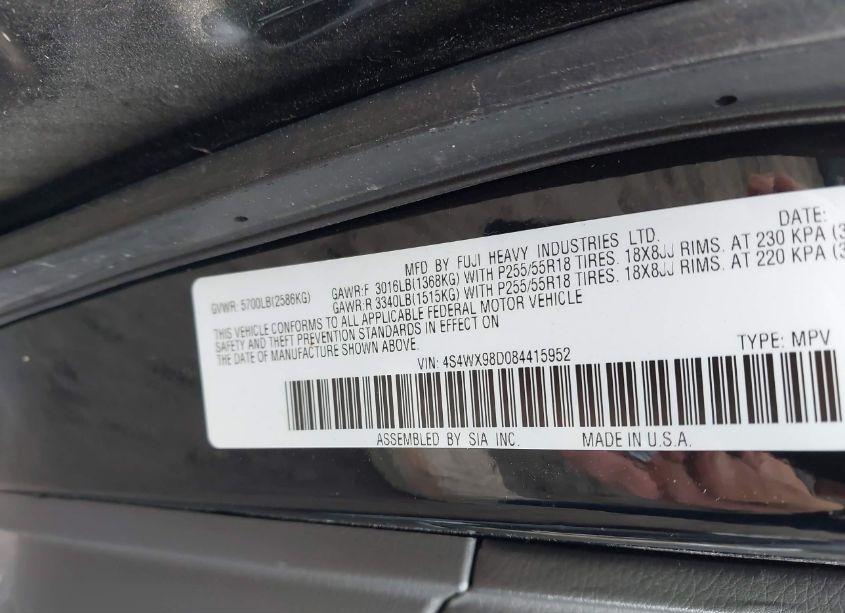 MFD BY FUJI HEAVY INDUSTRIES LTD. DATE:
GVWR: 5700LB(2586KG) GAWR:F 3016LB(1368KG) WITH P255/55R18 TIRES. 18X8JJ RIMS. AT 230 KPA (3
GAWR:R 3340LB(1515KG) WITH P255/55R18 TIRES. 18X8JJ RIMS. AT 220 KPA (3
THIS VEHICLE CONFORMS TO ALL APPLICABLE FEDERAL MOTOR VEHICLE
SAFETY AND THEFT PREVENTION STANDARDS IN EFFECT ON
THE DATE OF MANUFACTURE SHOWN ABOVE.
VIN: 4S4WX98D084415952 TYPE: MPV
ASSEMBLED BY SIA INC. MADE IN U.S.A.